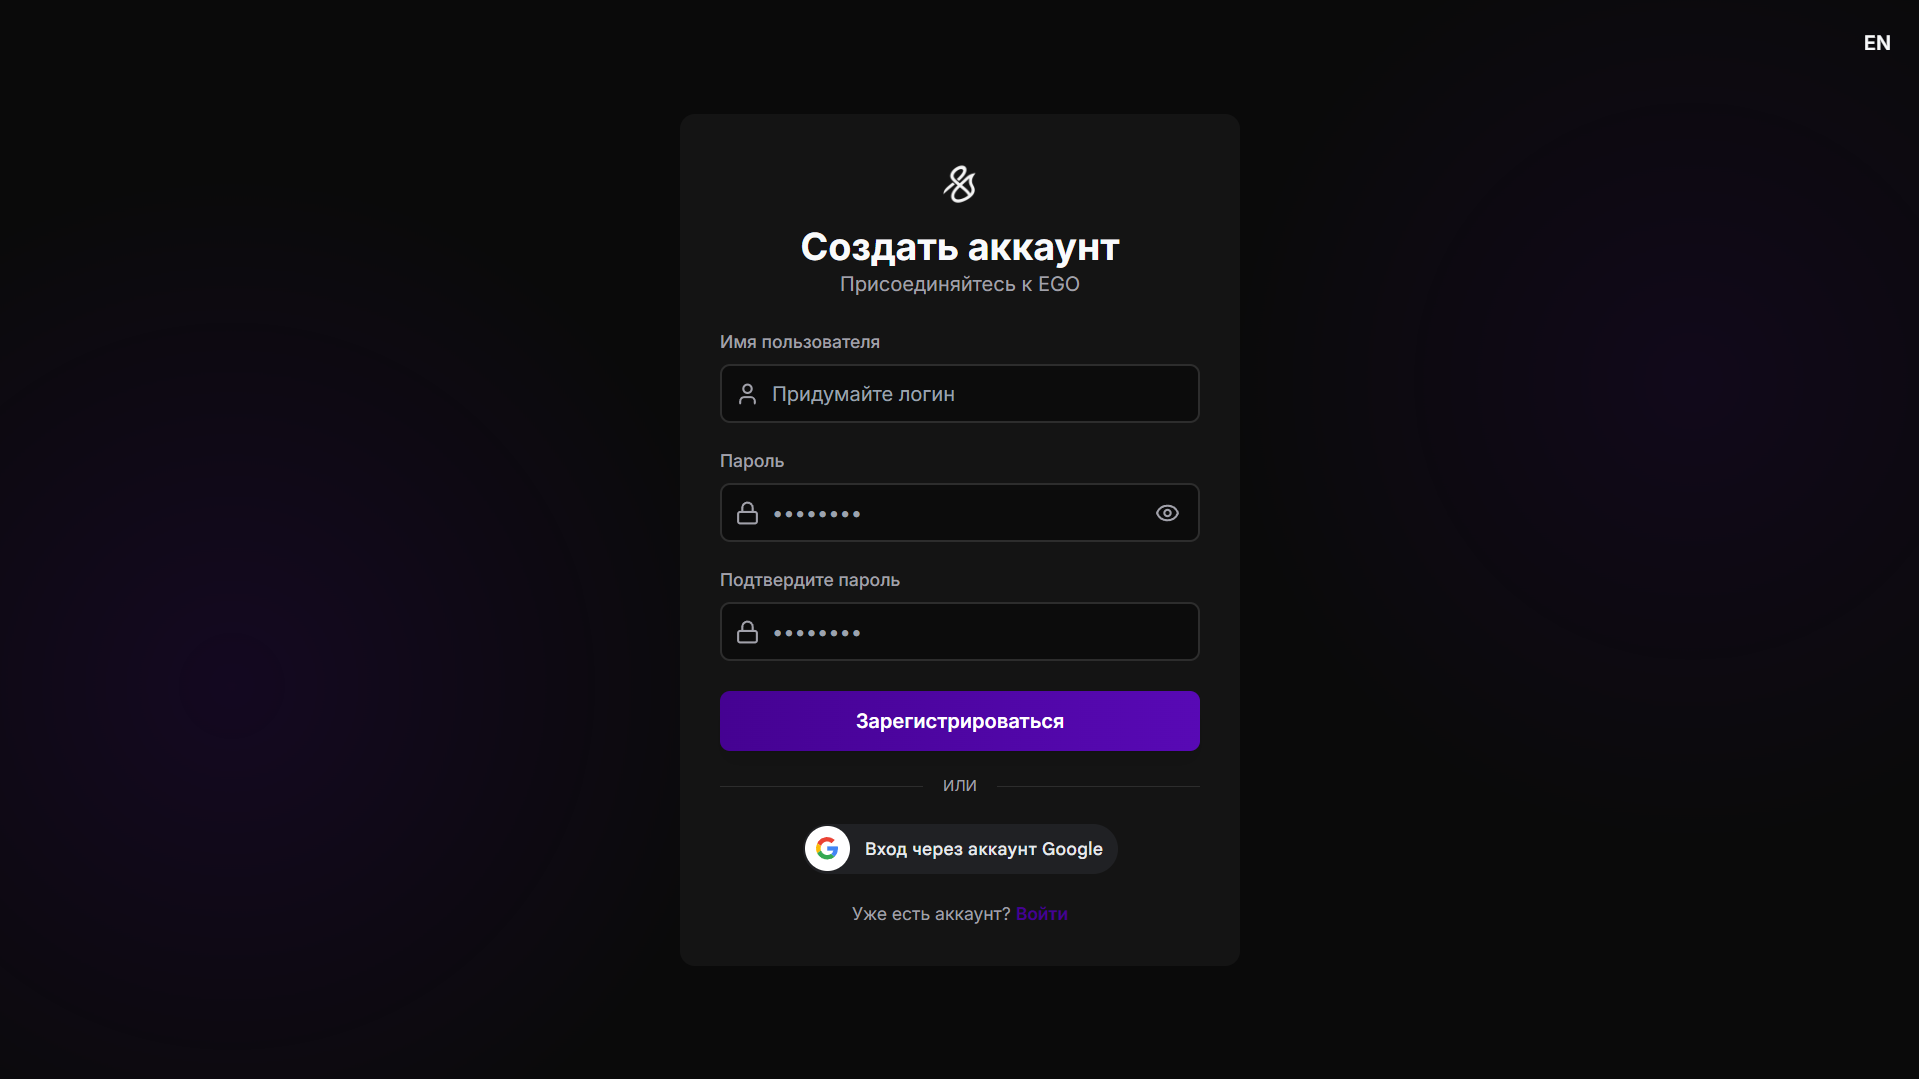 EN
Создать аккаунт
Присоединяйтесь к EGO
Имя пользователя
Придумайте логин
Пароль
••••••••
Подтвердите пароль
••••••••
Зарегистрироваться
ИЛИ
Вход через аккаунт Google
Уже есть аккаунт? Войти